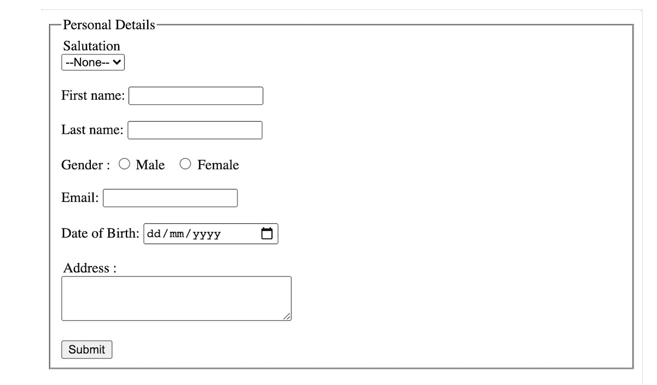 Personal Details
Salutation
--None--
First name:
Last name:
Gender : Male Female
Email:
Date of Birth: dd/mm/yyyy
Address :
Submit